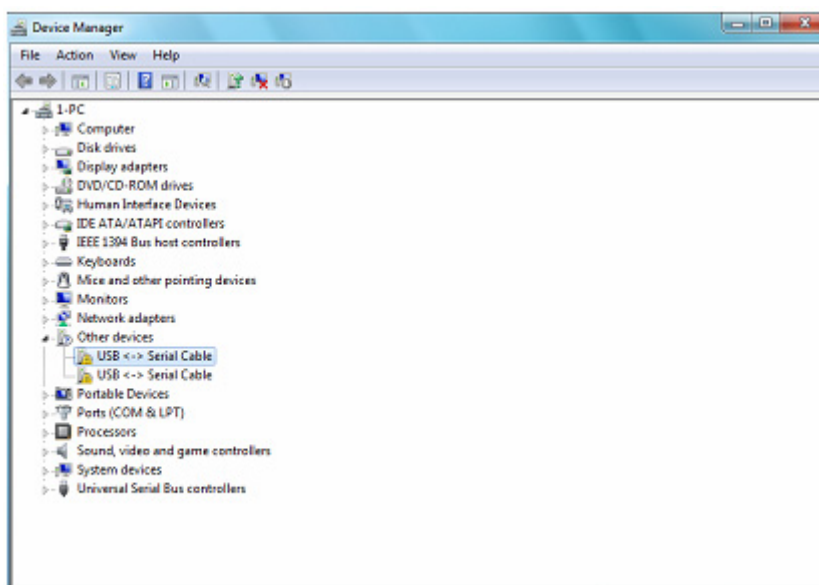 Device Manager
File Action View Help
1-PC
Computer
Disk drives
Display adapters
DVD/CD-ROM drives
Human Interface Devices
IDE ATA/ATAPI controllers
IEEE 1394 Bus host controllers
Keyboards
Mice and other pointing devices
Monitors
Network adapters
Other devices
USB <-> Serial Cable
USB <-> Serial Cable
Portable Devices
Ports (COM & LPT)
Processors
Sound, video and game controllers
System devices
Universal Serial Bus controllers